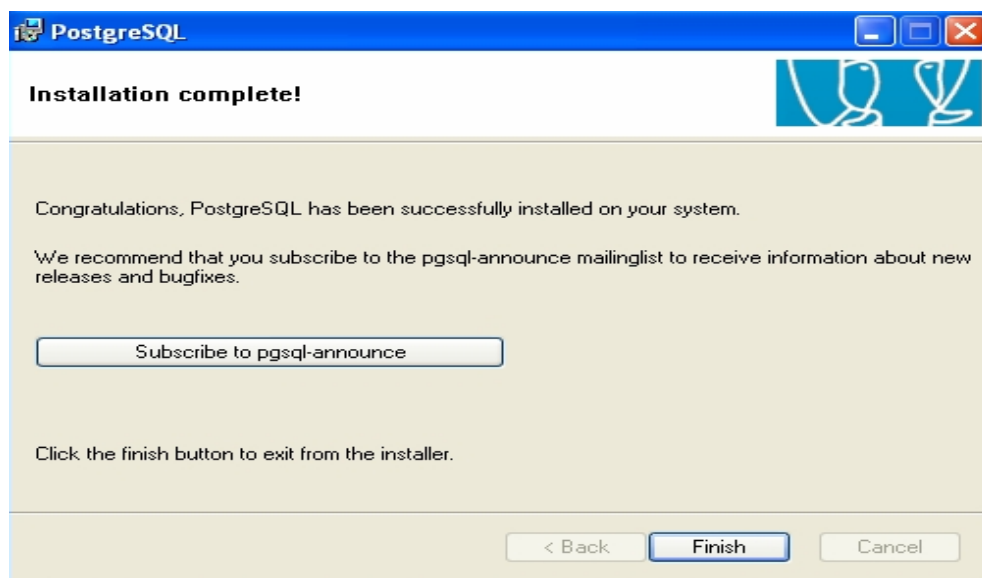 PostgreSQL
Installation complete!
Congratulations, PostgreSQL has been successfully installed on your system.
We recommend that you subscribe to the pgsql-announce mailinglist to receive information about new
releases and bugfixes.
Subscribe to pgsql-announce
Click the finish button to exit from the installer.
< Back Finish Cancel